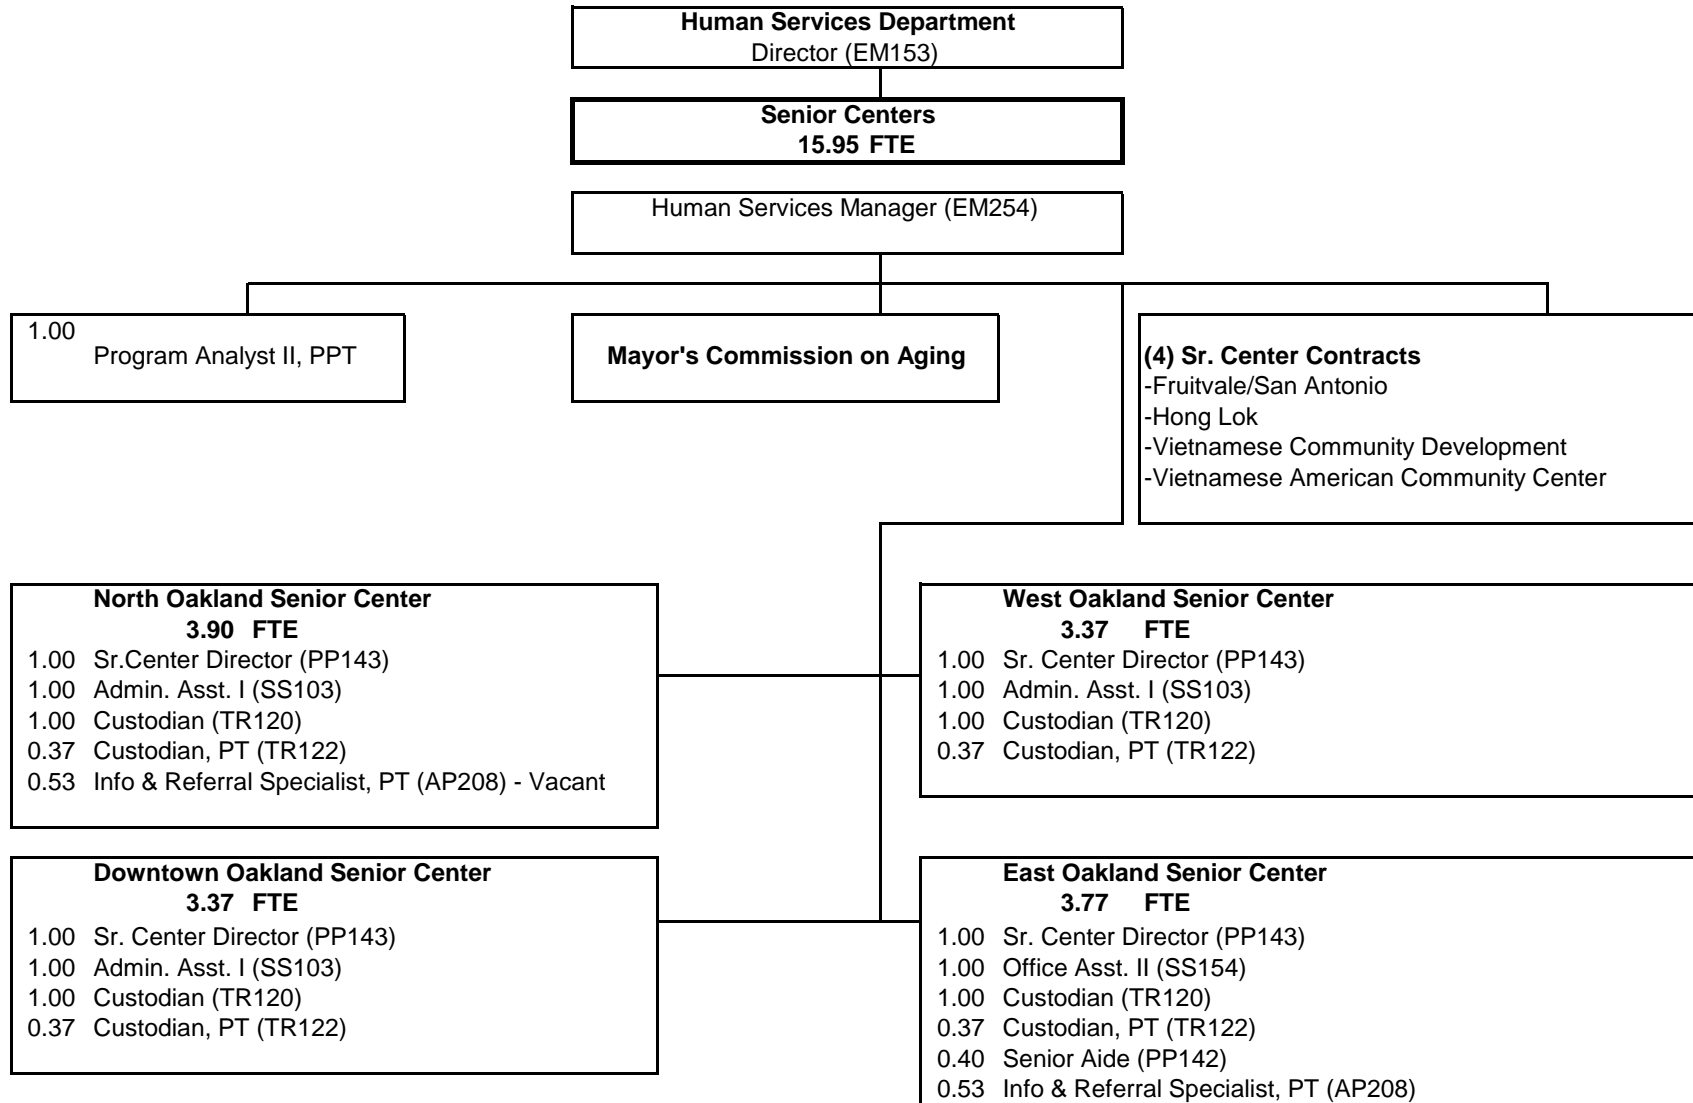 Human Services Department
Director (EM153)
Senior Centers
15.95 FTE
Human Services Manager (EM254)
1.00
Program Analyst II, PPT
Mayor's Commission on Aging
(4) Sr. Center Contracts
-Fruitvale/San Antonio
-Hong Lok
-Vietnamese Community Development
-Vietnamese American Community Center
North Oakland Senior Center
3.90 FTE
1.00 Sr.Center Director (PP143)
1.00 Admin. Asst. I (SS103)
1.00 Custodian (TR120)
0.37 Custodian, PT (TR122)
0.53 Info & Referral Specialist, PT (AP208) - Vacant
West Oakland Senior Center
3.37 FTE
1.00 Sr. Center Director (PP143)
1.00 Admin. Asst. I (SS103)
1.00 Custodian (TR120)
0.37 Custodian, PT (TR122)
Downtown Oakland Senior Center
3.37 FTE
1.00 Sr. Center Director (PP143)
1.00 Admin. Asst. I (SS103)
1.00 Custodian (TR120)
0.37 Custodian, PT (TR122)
East Oakland Senior Center
3.77 FTE
1.00 Sr. Center Director (PP143)
1.00 Office Asst. II (SS154)
1.00 Custodian (TR120)
0.37 Custodian, PT (TR122)
0.40 Senior Aide (PP142)
0.53 Info & Referral Specialist, PT (AP208)